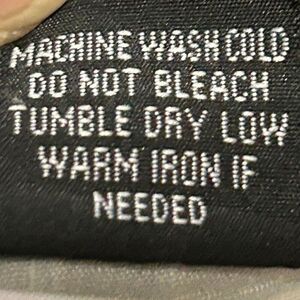 MACHINE WASH COLD
DO NOT BLEACH
TUMBLE DRY LOW
WARM IRON IF
NEEDED